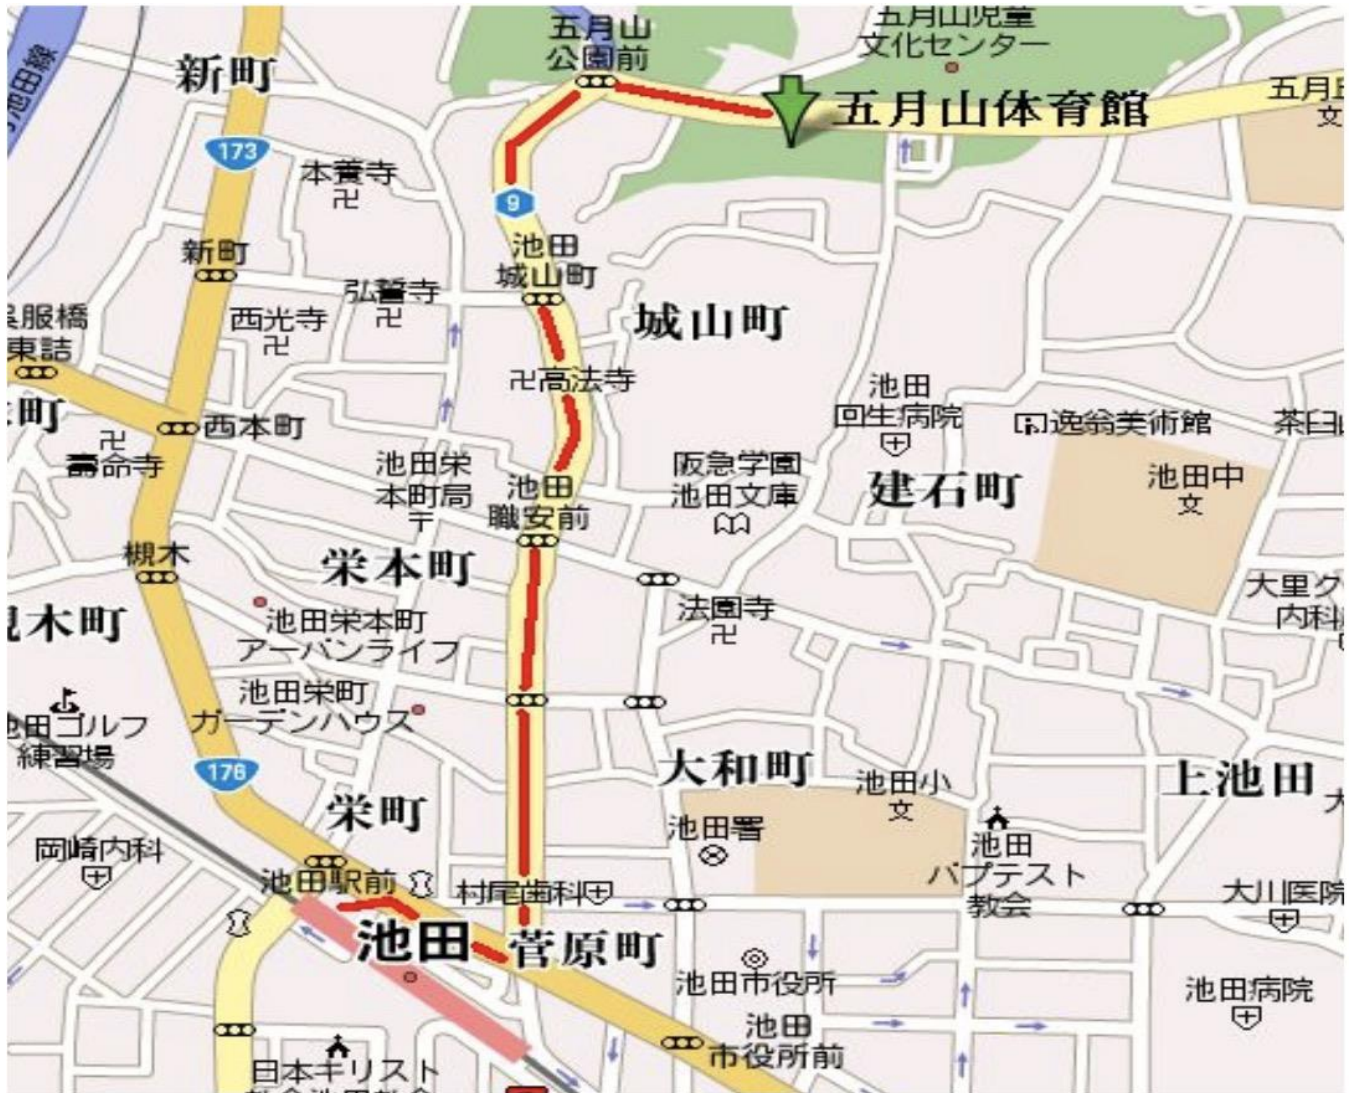 五月山
公園前
五月山児童
文化センター
新町
五月山体育館
文
173
本養寺
9
池田
城山町
新町
弘誓寺
西光寺
呉服橋
東詰
城山町
高法寺
池田
回生病院
逸翁美術館
西本町
壽命寺
池田栄
本町局
池田
職安前
阪急学園
池田文庫
建石町
池田中
文
槻木
栄本町
法園寺
大里ク
内科
木町
池田栄本町
アーバンライフ
池田栄町
ガーデンハウス
池田ゴルフ
練習場
176
大和町
池田小
文
上池田
栄町
池田署
岡崎内科
池田
バプテスト
教会
池田駅前
村尾歯科
大川医院
池田
菅原町
池田市役所
池田病院
池田
市役所前
日本キリスト